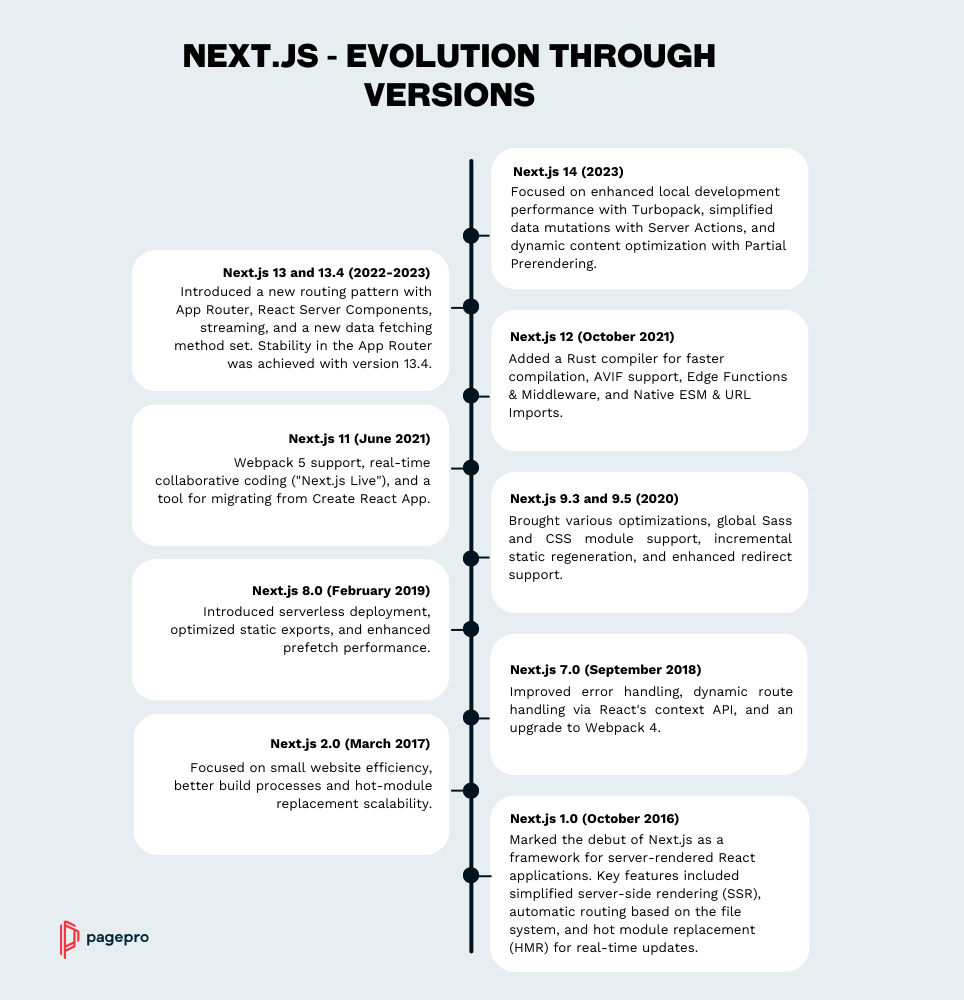 NEXT.JS - EVOLUTION THROUGH
VERSIONS
Next.js 14 (2023)
Focused on enhanced local development
performance with Turbopack, simplified
data mutations with Server Actions, and
dynamic content optimization with Partial
Prerendering.
Next.js 13 and 13.4 (2022-2023)
Introduced a new routing pattern with
App Router, React Server Components,
streaming, and a new data fetching
method set. Stability in the App Router
was achieved with version 13.4.
Next.js 12 (October 2021)
Added a Rust compiler for faster
compilation, AVIF support, Edge Functions
& Middleware, and Native ESM & URL
Imports.
Next.js 11 (June 2021)
Webpack 5 support, real-time
collaborative coding ("Next.js Live"), and a
tool for migrating from Create React App.
Next.js 9.3 and 9.5 (2020)
Brought various optimizations, global Sass
and CSS module support, incremental
static regeneration, and enhanced redirect
support.
Next.js 8.0 (February 2019)
Introduced serverless deployment,
optimized static exports, and enhanced
prefetch performance.
Next.js 7.0 (September 2018)
Improved error handling, dynamic route
handling via React's context API, and an
upgrade to Webpack 4.
Next.js 2.0 (March 2017)
Focused on small website efficiency,
better build processes and hot-module
replacement scalability.
Next.js 1.0 (October 2016)
Marked the debut of Next.js as a
framework for server-rendered React
applications. Key features included
simplified server-side rendering (SSR),
automatic routing based on the file
system, and hot module replacement
(HMR) for real-time updates.
pagepro